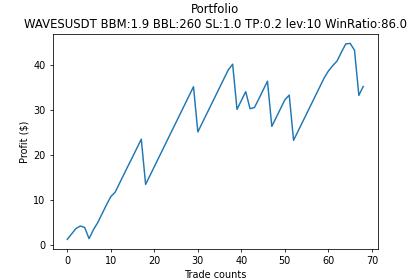 Portfolio
WAVESUSDT BBM:1.9 BBL:260 SL:1.0 TP:0.2 lev:10 WinRatio:86.0
40
30
20
10
0
Profit ($)
0 10 20 30 40 50 60 70
Trade counts